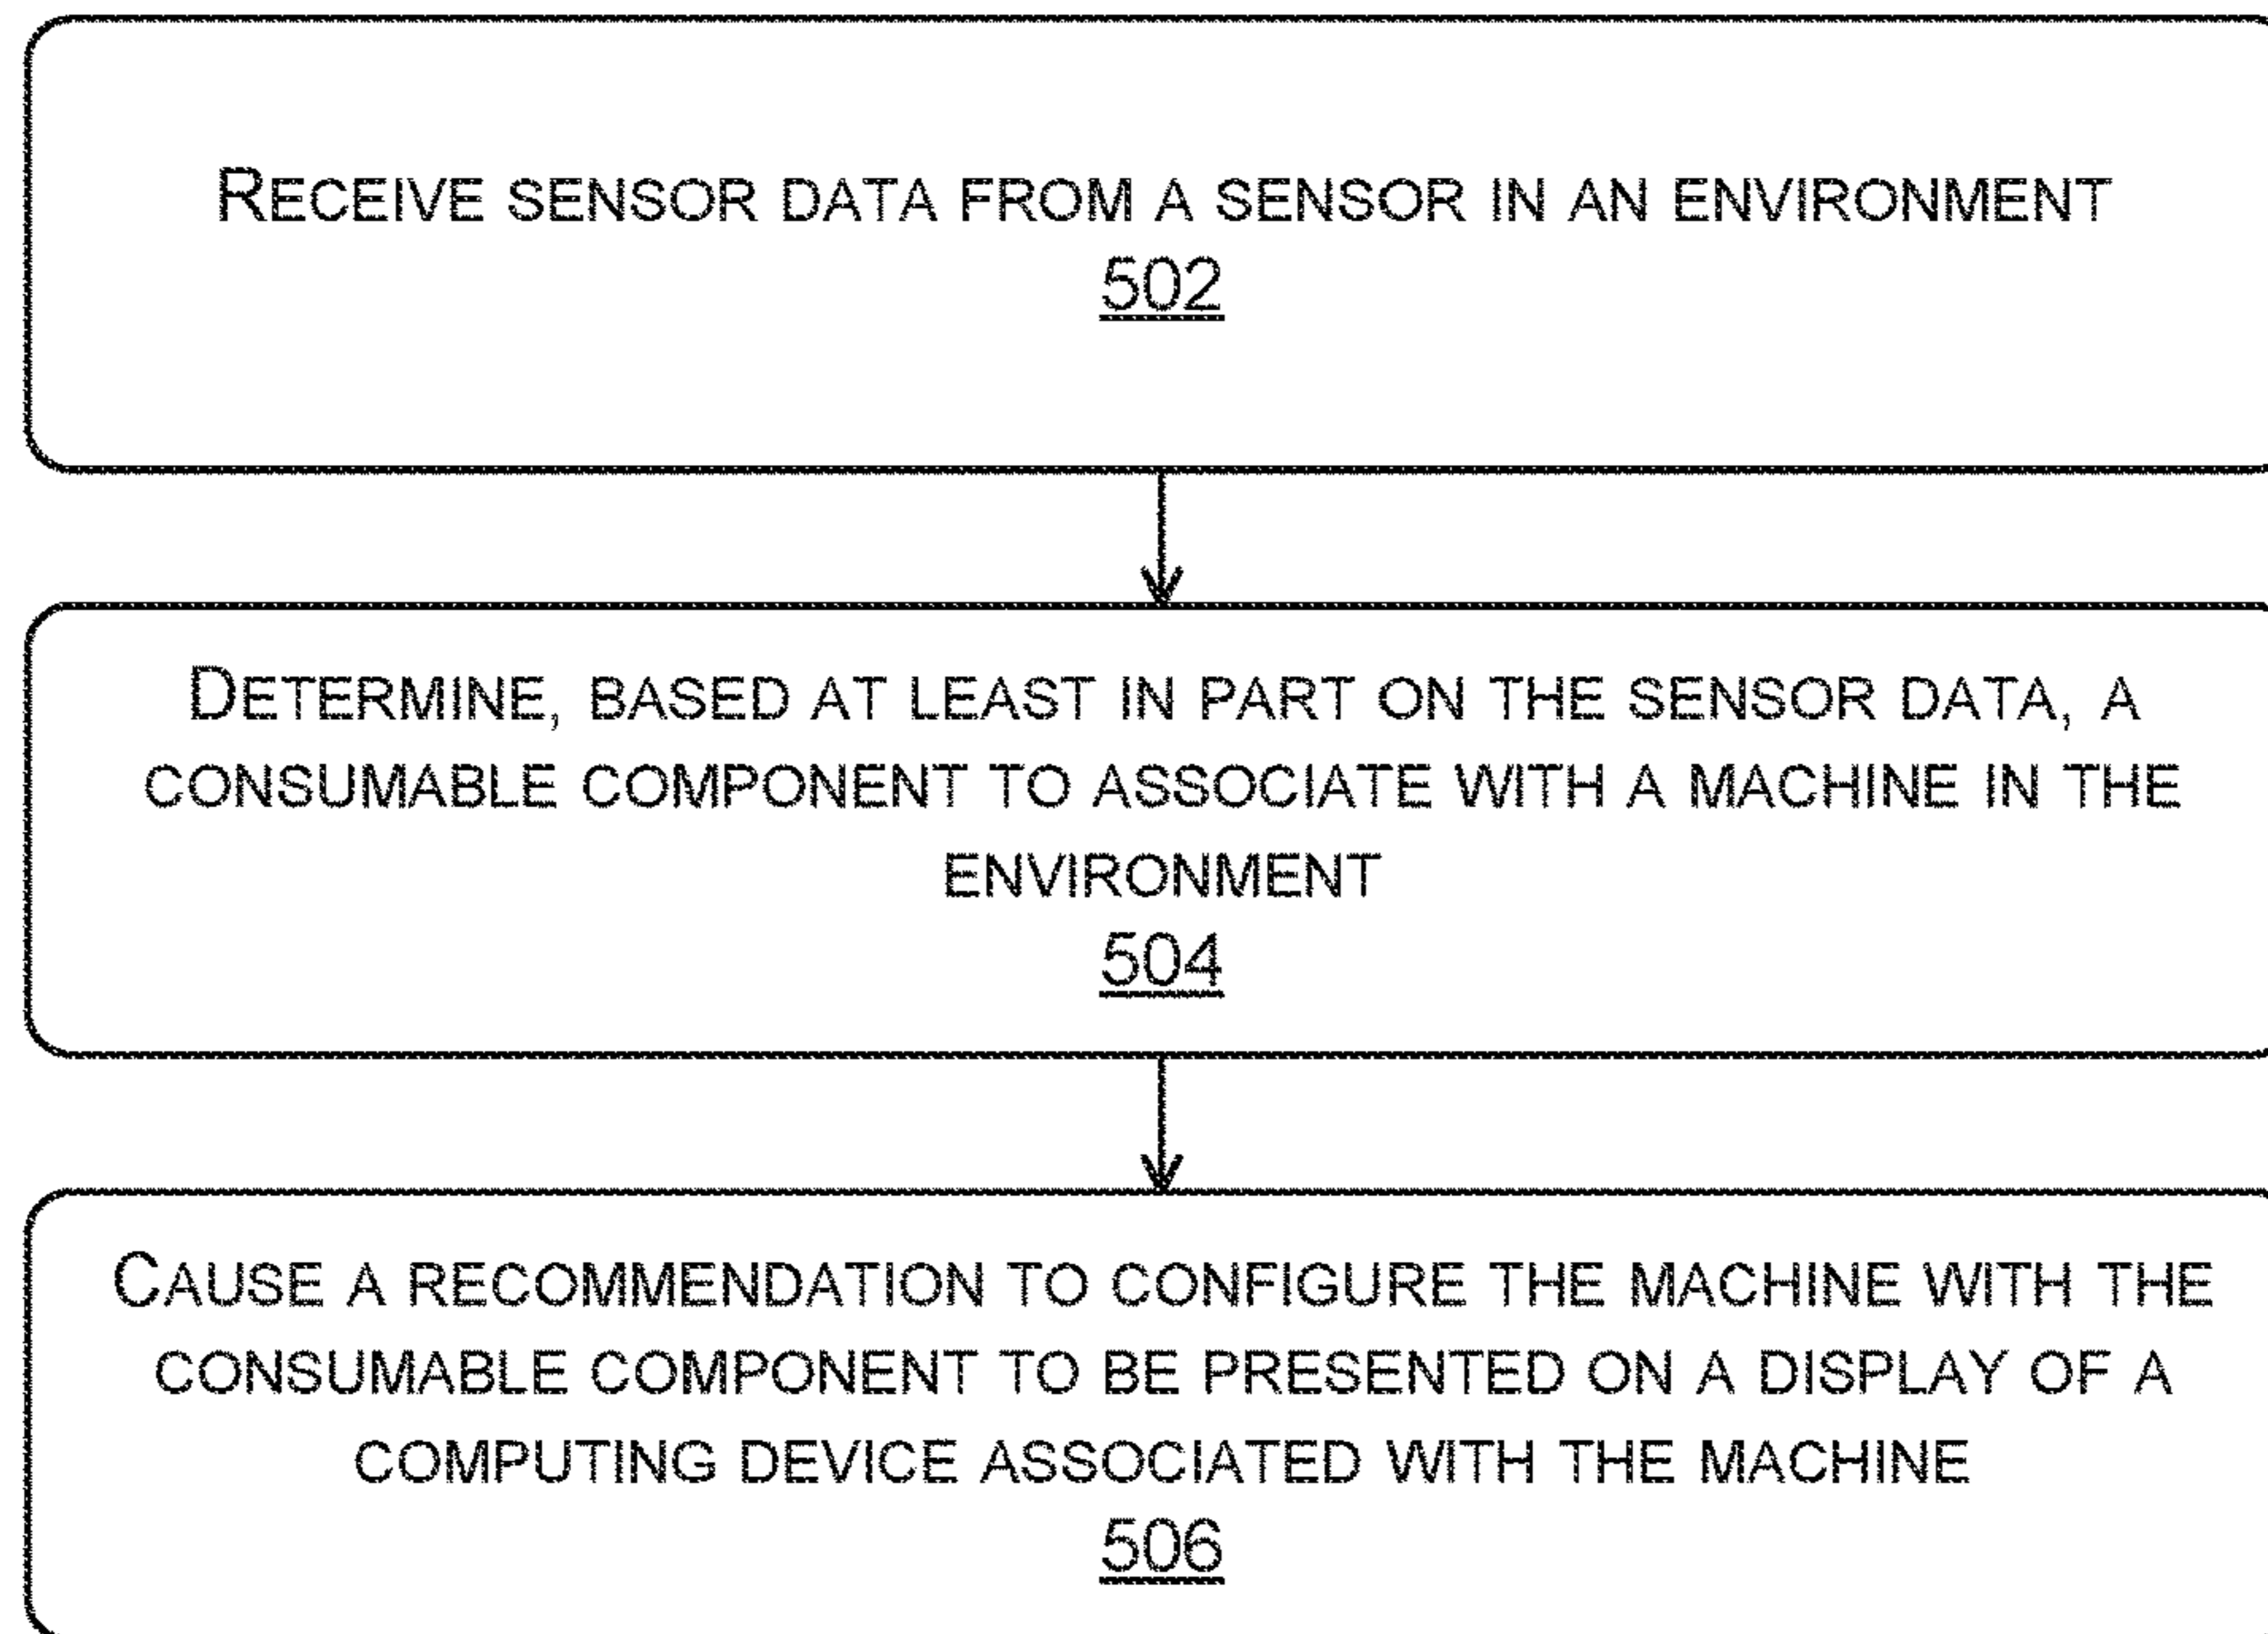 RECEIVE SENSOR DATA FROM A SENSOR IN AN ENVIRONMENT
502
DETERMINE, BASED AT LEAST IN PART ON THE SENSOR DATA, A
CONSUMABLE COMPONENT TO ASSOCIATE WITH A MACHINE IN THE
ENVIRONMENT
504
CAUSE A RECOMMENDATION TO CONFIGURE THE MACHINE WITH THE
CONSUMABLE COMPONENT TO BE PRESENTED ON A DISPLAY OF A
COMPUTING DEVICE ASSOCIATED WITH THE MACHINE
506